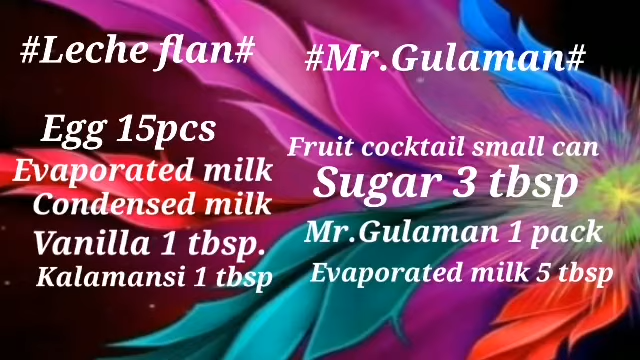 #Leche flan#
Egg 15pcs
Evaporated milk
Condensed milk
Vanilla 1 tbsp.
Kalamansi 1 tbsp
#Mr.Gulaman#
Fruit cocktail small can
Sugar 3 tbsp
Mr.Gulaman 1 pack
Evaporated milk 5 tbsp